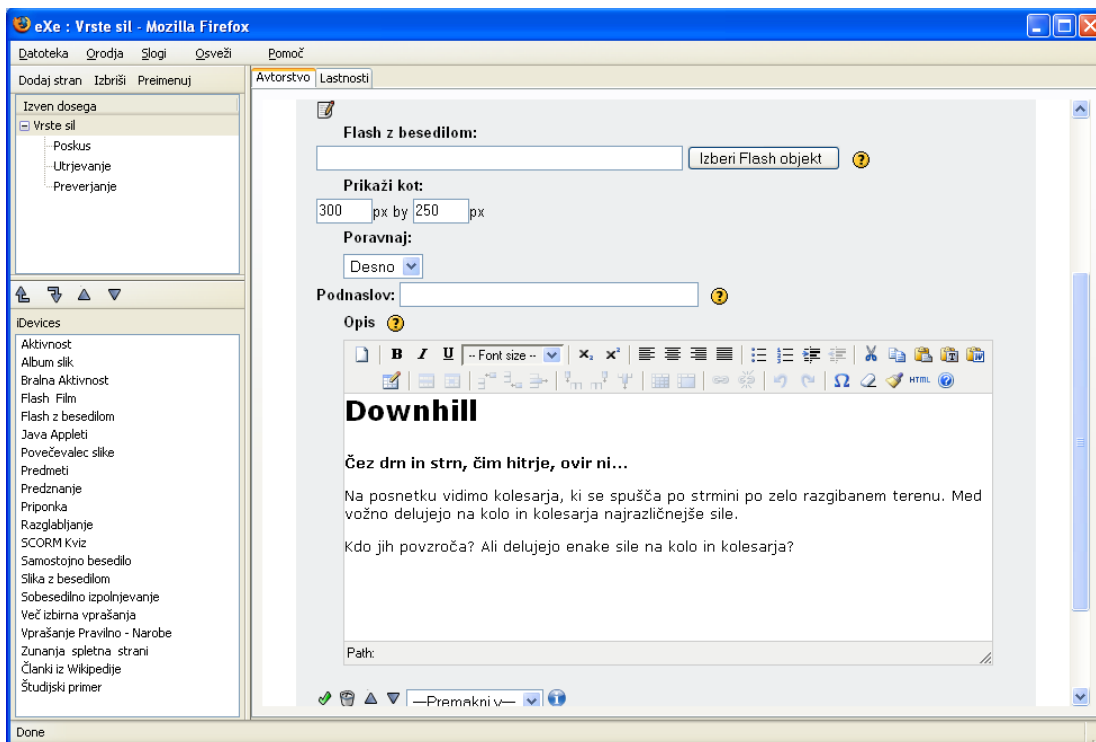 eXe : Vrste sil - Mozilla Firefox
Datoteka Orodja Slogi Osveži Pomoč
Dodaj stran Izbriši Preimenuj
Izven dosega
Vrste sil
Poskus
Utrjevanje
Preverjanje
iDevices
Aktivnost
Album slik
Bralna Aktivnost
Flash Film
Flash z besedilom
Java Appleti
Povečevalec slike
Predmeti
Predznanje
Priponka
Razglabljanje
SCORM Kviz
Samostojno besedilo
Slika z besedilom
Sobesedilno izpolnjevanje
Več izbirna vprašanja
Vprašanje Pravilno - Narobe
Zunanja spletna strani
Članki iz Wikipedije
Študijski primer
Avtorstvo Lastnosti
Flash z besedilom:
Izberi Flash objekt
Prikaži kot:
300 px by 250 px
Poravnaj:
Desno
Podnaslov:
Opis
B I U -- Font size -- x₂ x²
Ω HTML
Downhill
Čez drn in strn, čim hitrje, ovir ni...
Na posnetku vidimo kolesarja, ki se spušča po strmini po zelo razgibanem terenu. Med
vožno delujejo na kolo in kolesarja najrazličnejše sile.
Kdo jih povzroča? Ali delujejo enake sile na kolo in kolesarja?
Path:
—Premakni v—
Done